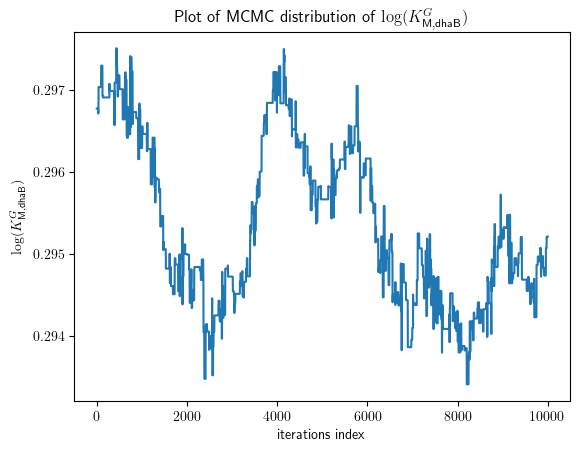 Plot of MCMC distribution of log(K^G_{M,dhaB})
log(K^G_{M,dhaB})
0.297
0.296
0.295
0.294
0 2000 4000 6000 8000 10000
iterations index